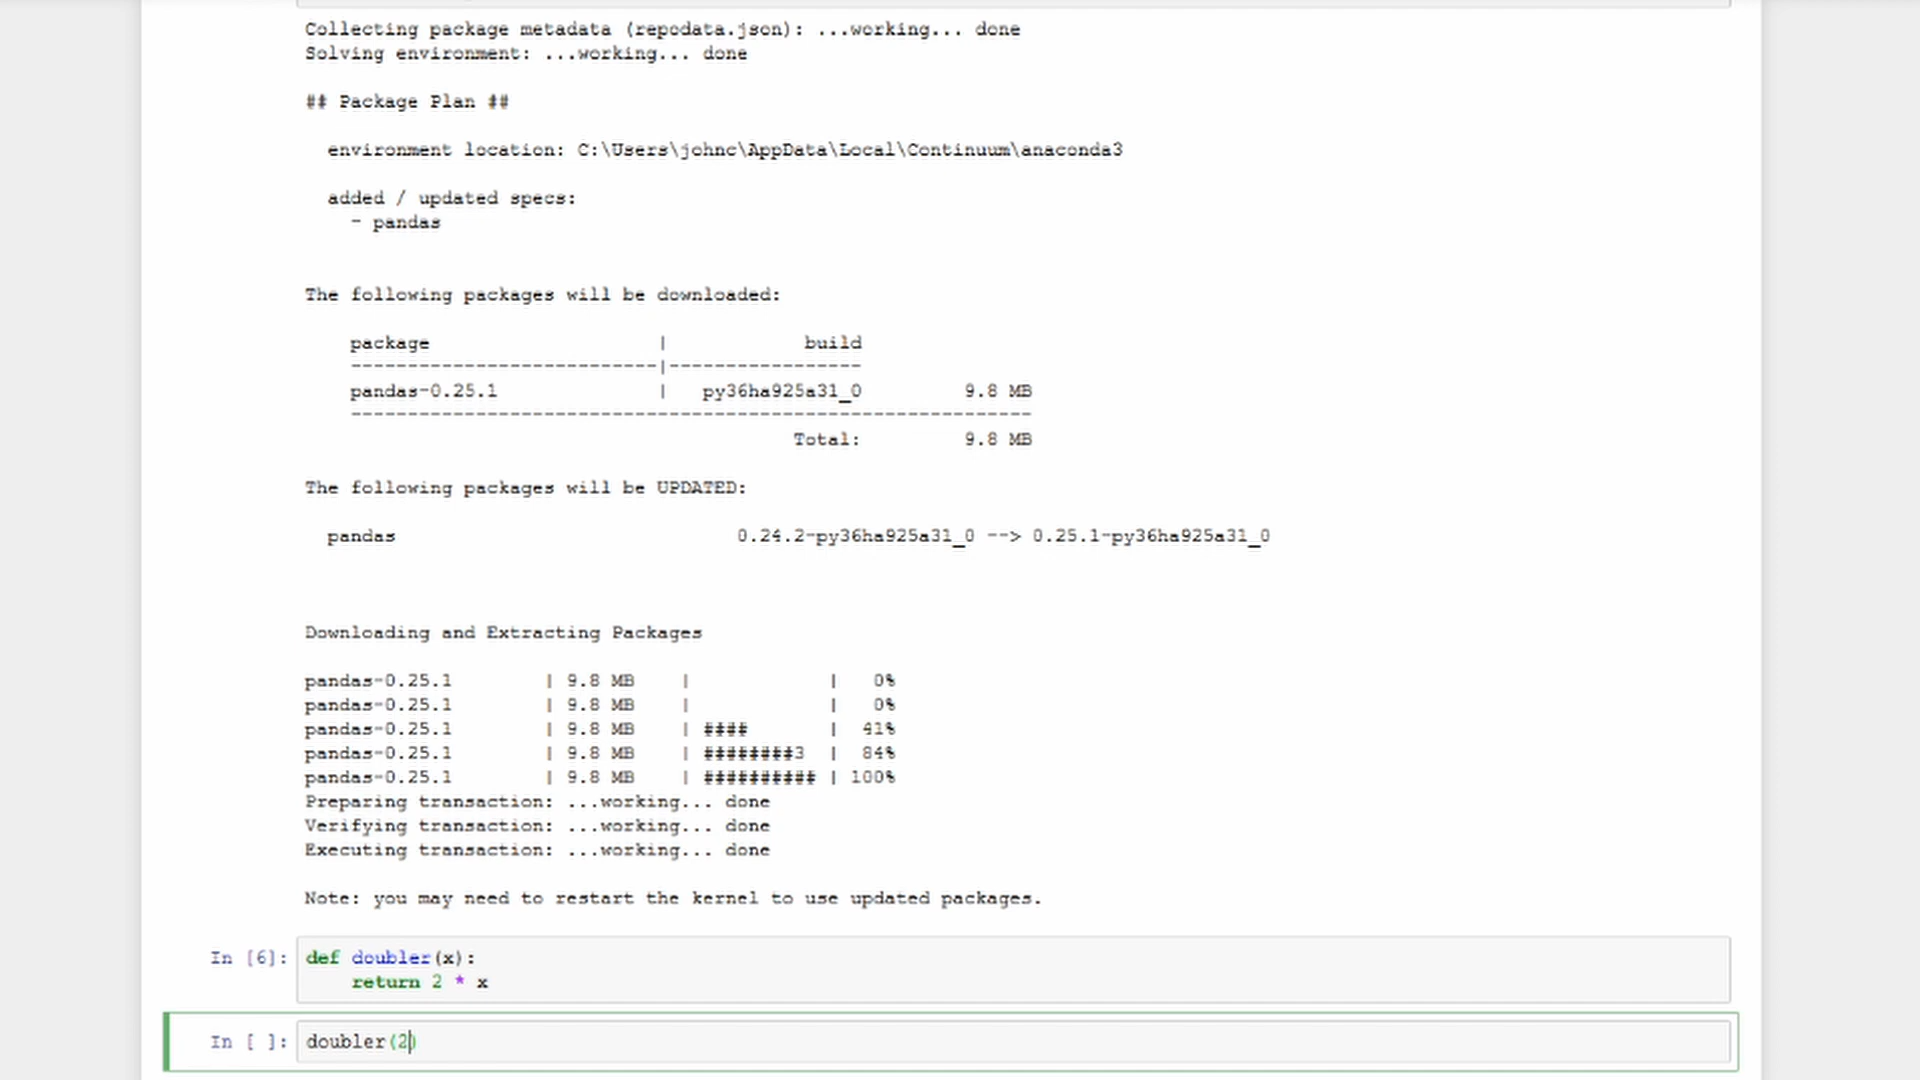 Collecting package metadata (repodata.json): ...working... done
Solving environment: ...working... done
## Package Plan ##
environment location: C:\Users\johnc\AppData\Local\Continuum\anaconda3
added / updated specs:
- pandas
The following packages will be downloaded:
package | build
---------------------------|-----------------
pandas-0.25.1 | py36ha925a31_0 9.8 MB
------------------------------------------------------------
Total: 9.8 MB
The following packages will be UPDATED:
pandas 0.24.2-py36ha925a31_0 --> 0.25.1-py36ha925a31_0
Downloading and Extracting Packages
pandas-0.25.1 | 9.8 MB | | 0%
pandas-0.25.1 | 9.8 MB | | 0%
pandas-0.25.1 | 9.8 MB | #### | 41%
pandas-0.25.1 | 9.8 MB | ########3 | 84%
pandas-0.25.1 | 9.8 MB | ########## | 100%
Preparing transaction: ...working... done
Verifying transaction: ...working... done
Executing transaction: ...working... done
Note: you may need to restart the kernel to use updated packages.
In [6]: def doubler(x):
return 2 * x
In [ ]: doubler(2)